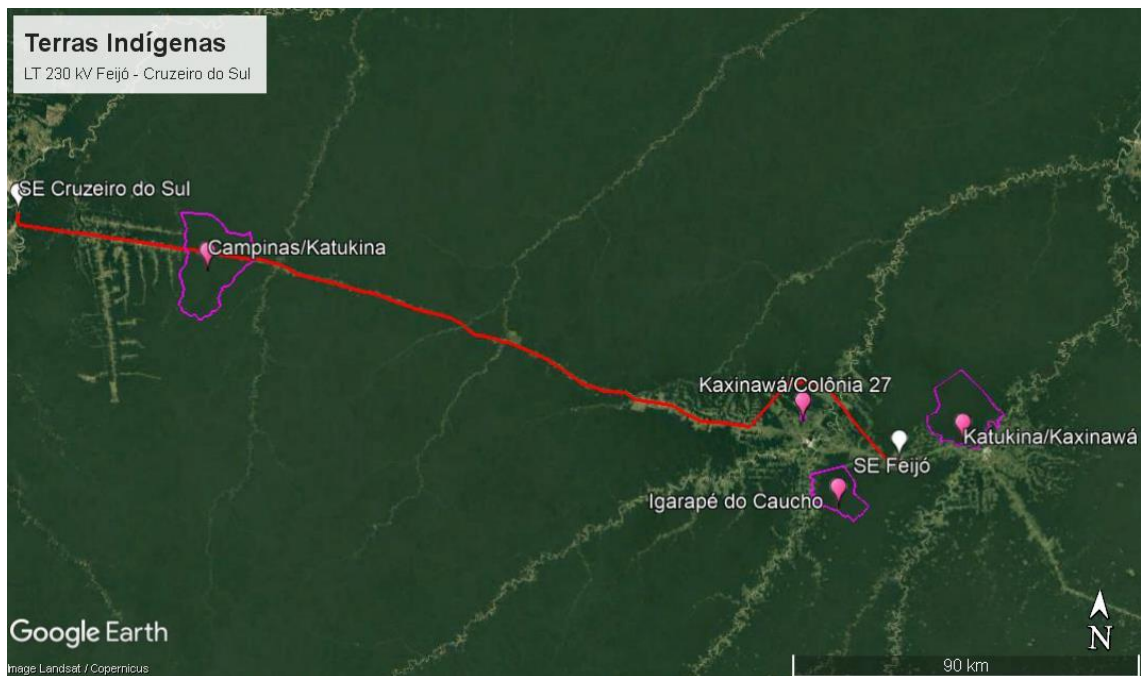 Terras Indígenas
LT 230 kV Feijó - Cruzeiro do Sul
SE Cruzeiro do Sul
Campinas/Katukina
Kaxinawá/Colônia 27
Katukina/Kaxinawá
SE Feijó
Igarapé do Caucho
N
Google Earth
Image Landsat / Copernicus
90 km